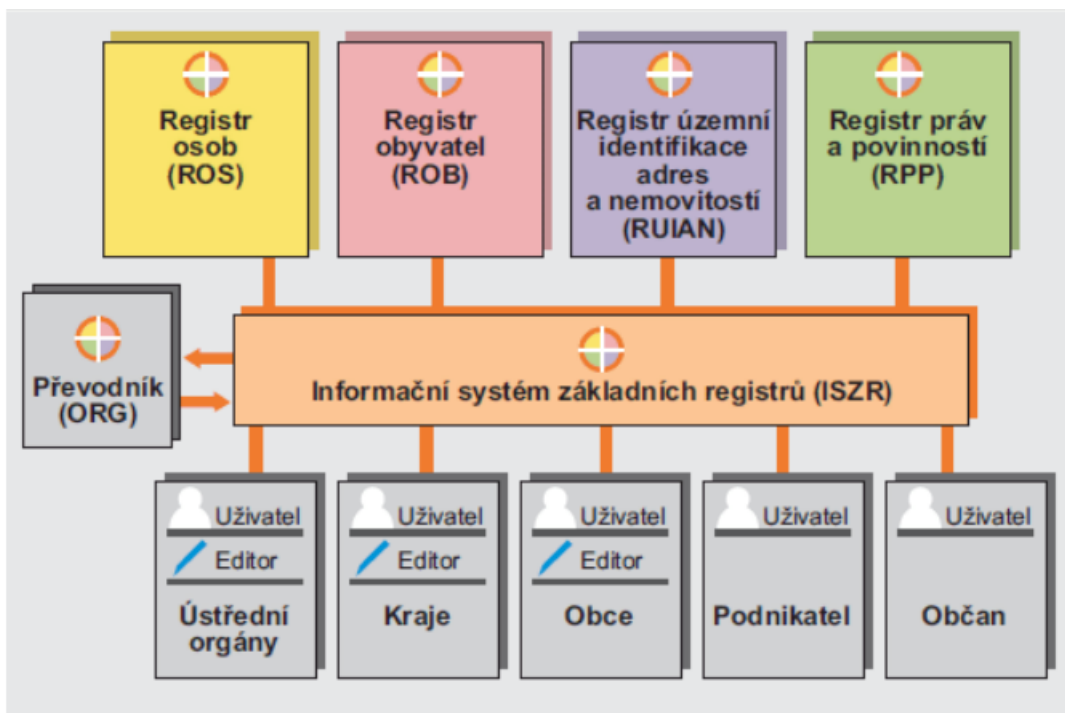 Registr
osob
(ROS)
Registr
obyvatel
(ROB)
Registr územní
identifikace
adres
a nemovitostí
(RUIAN)
Registr práv
a povinností
(RPP)
Převodník
(ORG)
Informační systém základních registrů (ISZR)
Uživatel
Editor
Ústřední
orgány
Uživatel
Editor
Kraje
Uživatel
Editor
Obce
Uživatel
Podnikatel
Uživatel
Občan